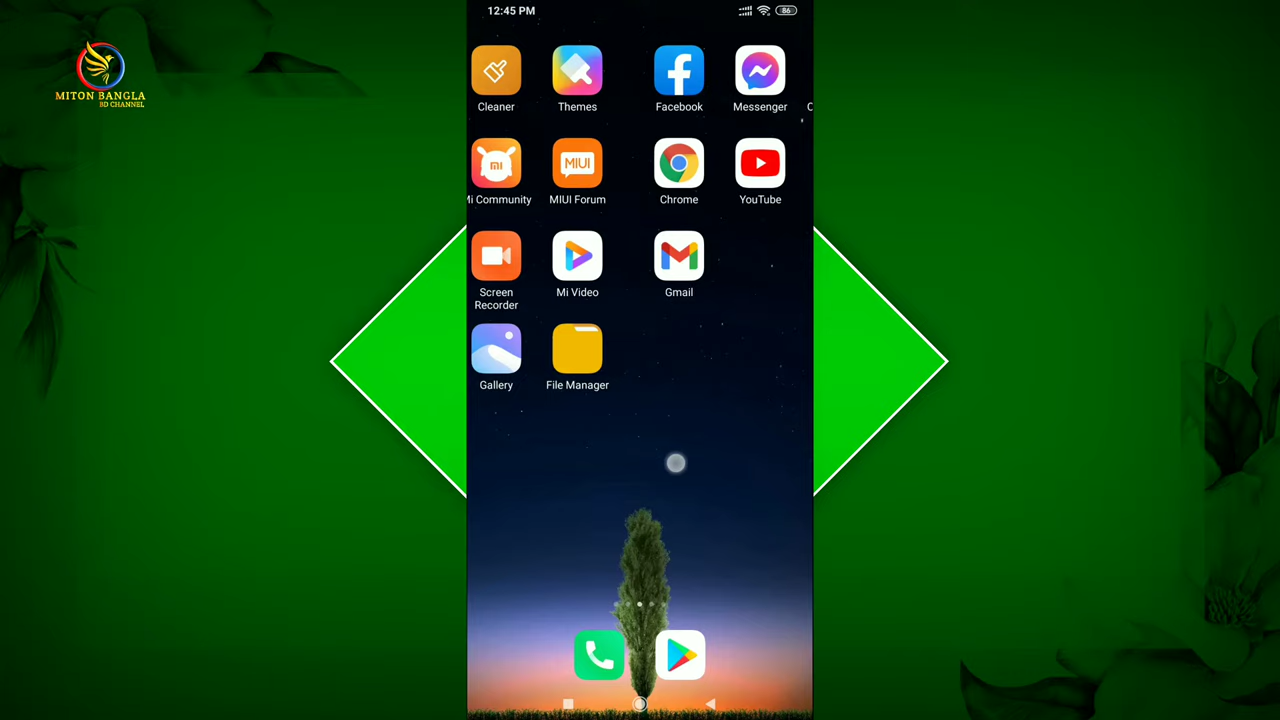 12:45 PM
86
MITON BANGLA
BD CHANNEL
Cleaner
Themes
Facebook
Messenger
C
Mi Community
MIUI Forum
Chrome
YouTube
Screen
Recorder
Mi Video
Gmail
Gallery
File Manager